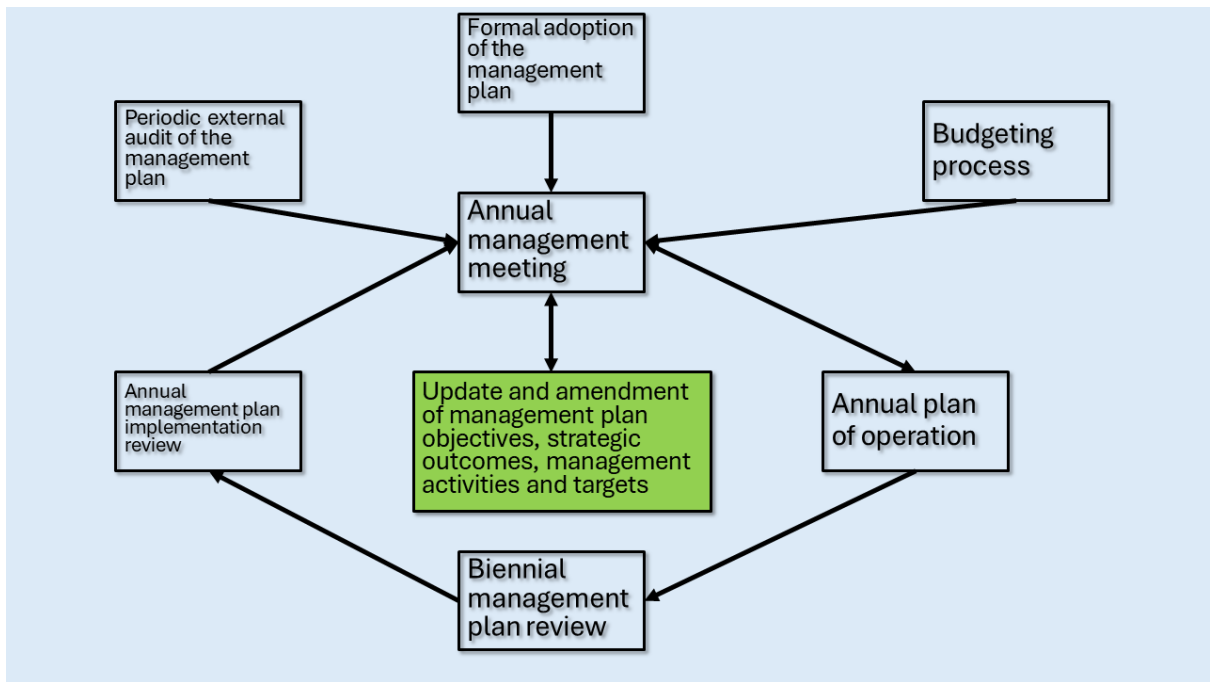 Formal adoption
of the
management
plan
Periodic external
audit of the
management
plan
Budgeting
process
Annual
management
meeting
Annual
management plan
implementation
review
Update and amendment
of management plan
objectives, strategic
outcomes, management
activities and targets
Annual plan
of operation
Biennial
management
plan review